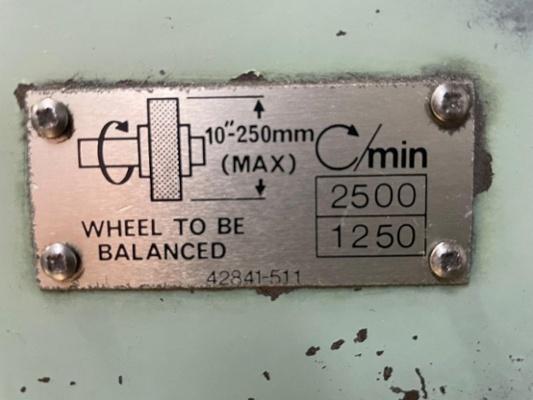 10"-250mm
(MAX)
/min
2500
1250
WHEEL TO BE
BALANCED
42841-511